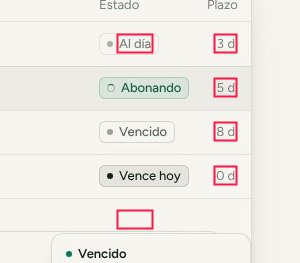 Estado Plazo
Al día 3 d
Abonando 5 d
Vencido 8 d
Vence hoy 0 d
Vencido